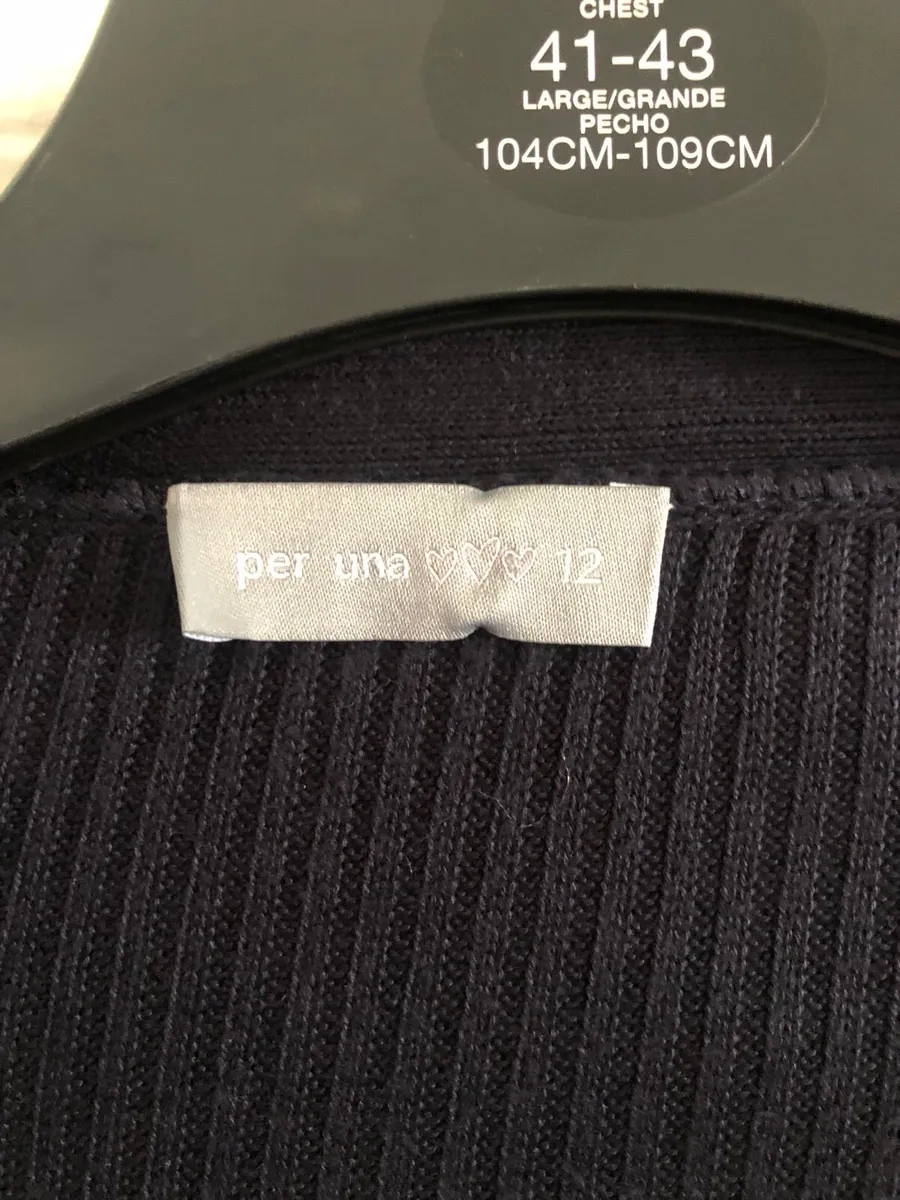 CHEST
41-43
LARGE/GRANDE
PECHO
104CM-109CM
per una 12